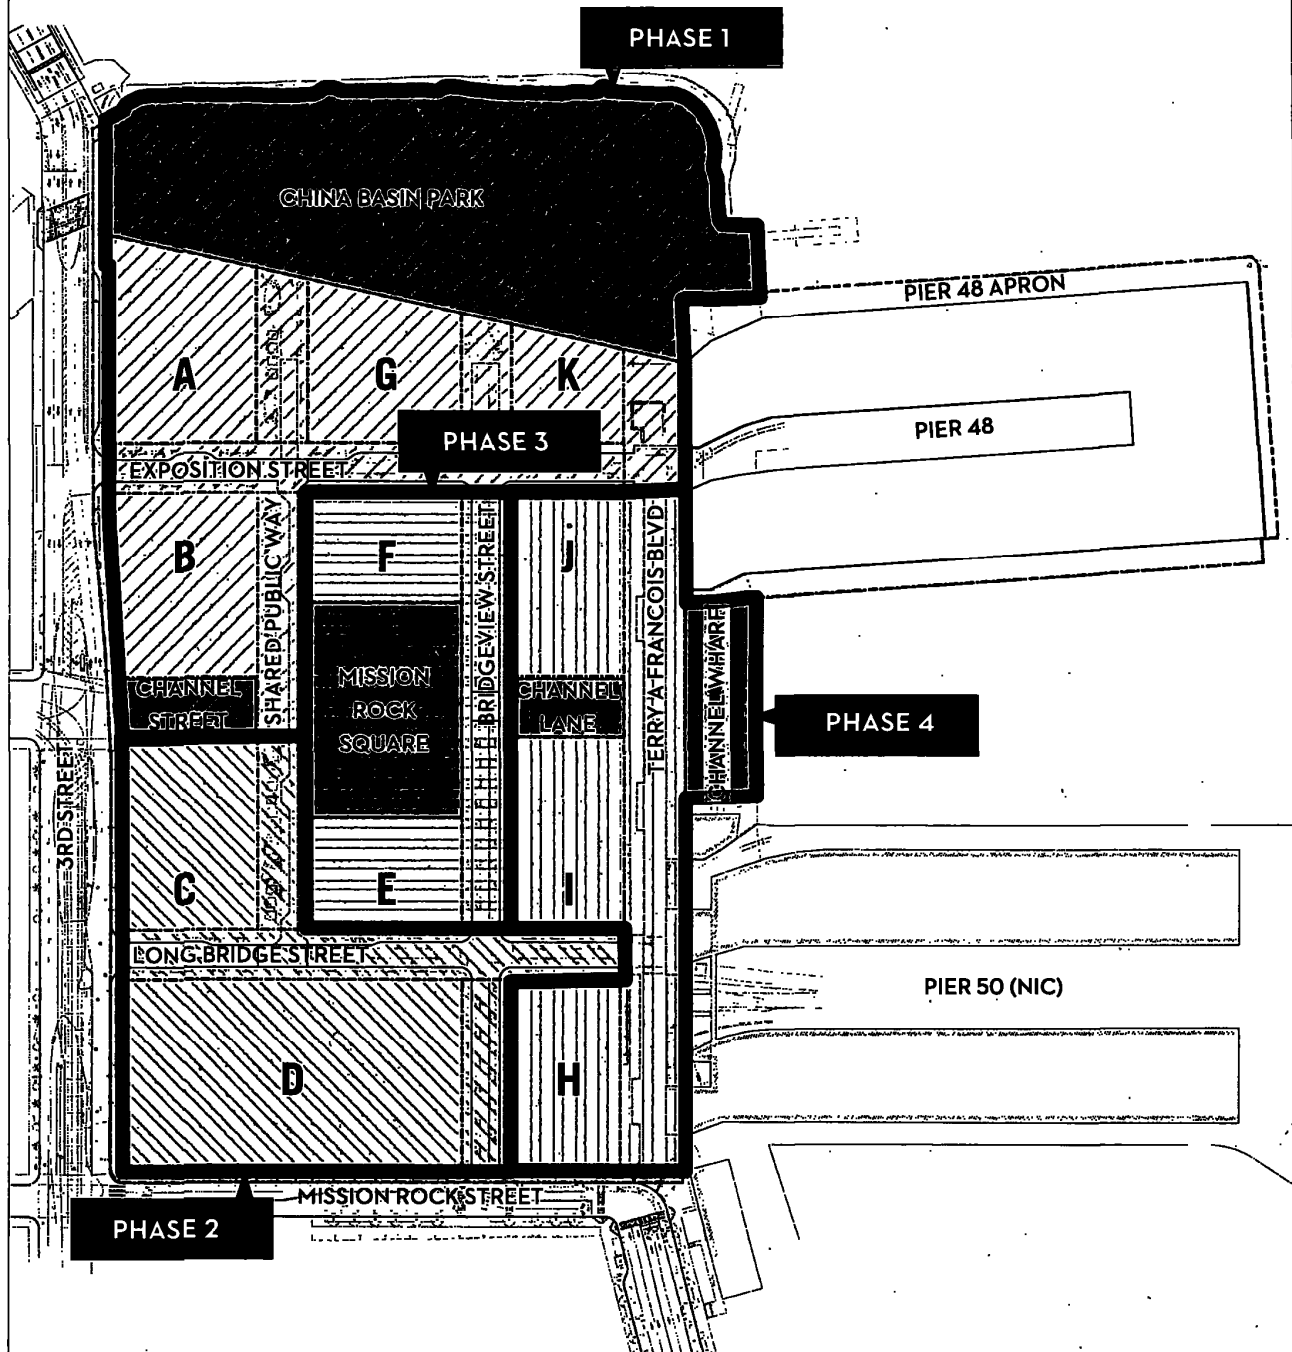 PHASE 1
CHINA BASIN PARK
PIER 48 APRON
A
G
K
PIER 48
PHASE 3
EXPOSITION STREET
SHARED PUBLIC WAY
B
F
BRIDGEVIEW STREET
J
TERRY A FRANCOIS BLVD
CHANNEL WHARF
CHANNEL
STREET
MISSION
ROCK
SQUARE
CHANNEL
LANE
PHASE 4
3RD STREET
C
E
I
LONG BRIDGE STREET
PIER 50 (NIC)
D
H
MISSION ROCK STREET
PHASE 2